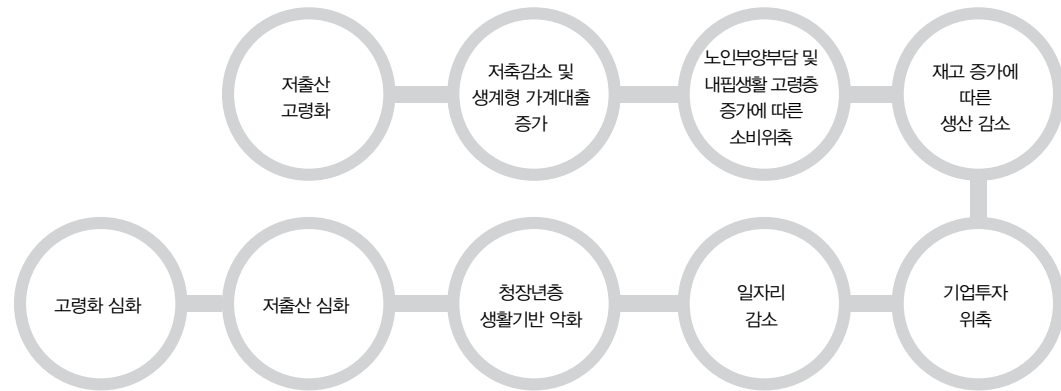 저출산
고령화
저축감소 및
생계형 가계대출
증가
노인부양부담 및
내핍생활 고령층
증가에 따른
소비위축
재고 증가에
따른
생산 감소
기업투자
위축
일자리
감소
청장년층
생활기반 악화
저출산 심화
고령화 심화